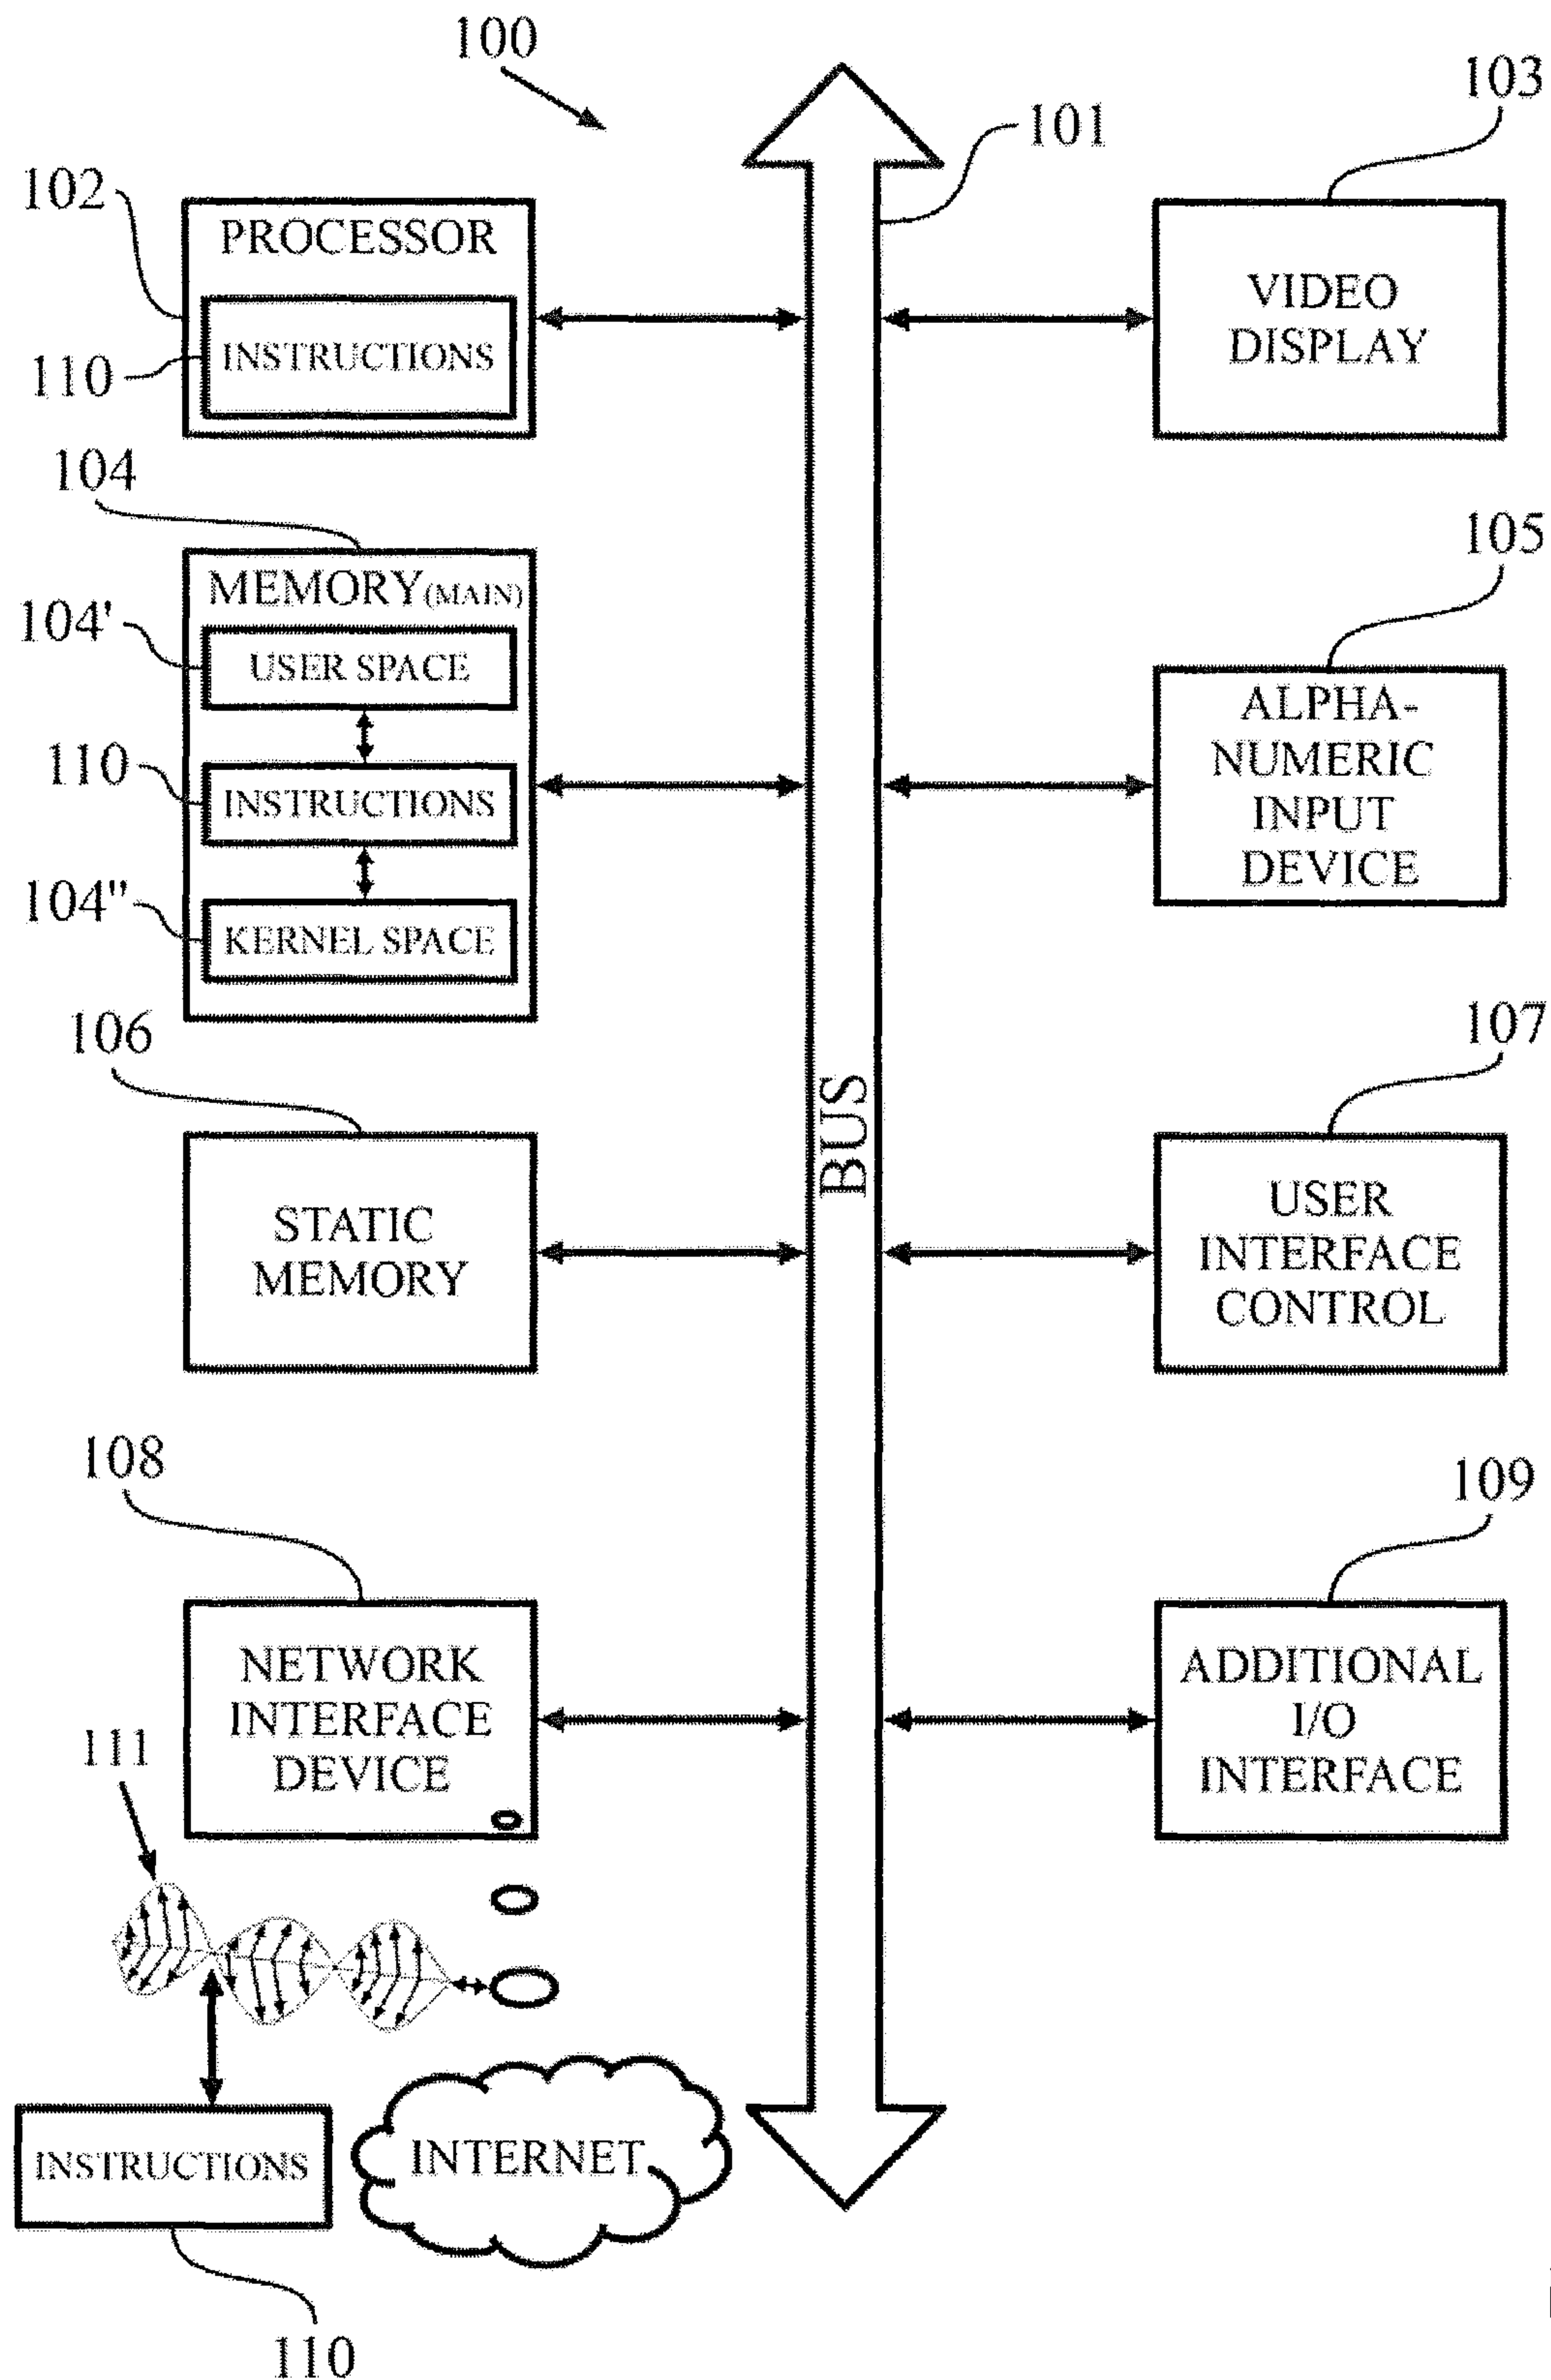 100
101
103
102
PROCESSOR
INSTRUCTIONS
110
VIDEO
DISPLAY
104
MEMORY(MAIN)
104'
USER SPACE
110
INSTRUCTIONS
104"
KERNEL SPACE
105
ALPHA-
NUMERIC
INPUT
DEVICE
106
STATIC
MEMORY
BUS
107
USER
INTERFACE
CONTROL
108
NETWORK
INTERFACE
DEVICE
109
ADDITIONAL
I/O
INTERFACE
111
INSTRUCTIONS
INTERNET
110